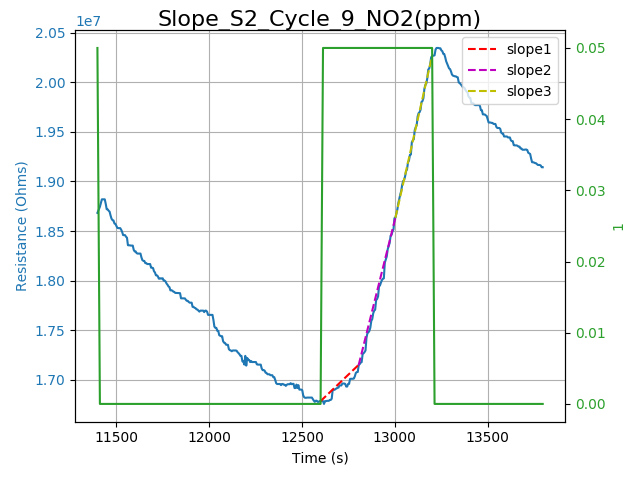 Slope_S2_Cycle_9_NO2(ppm)
1e7
2.05
2.00
1.95
1.90
1.85
1.80
1.75
1.70
Resistance (Ohms)
slope1
slope2
slope3
0.05
0.04
0.03
0.02
0.01
0.00
1
11500 12000 12500 13000 13500
Time (s)